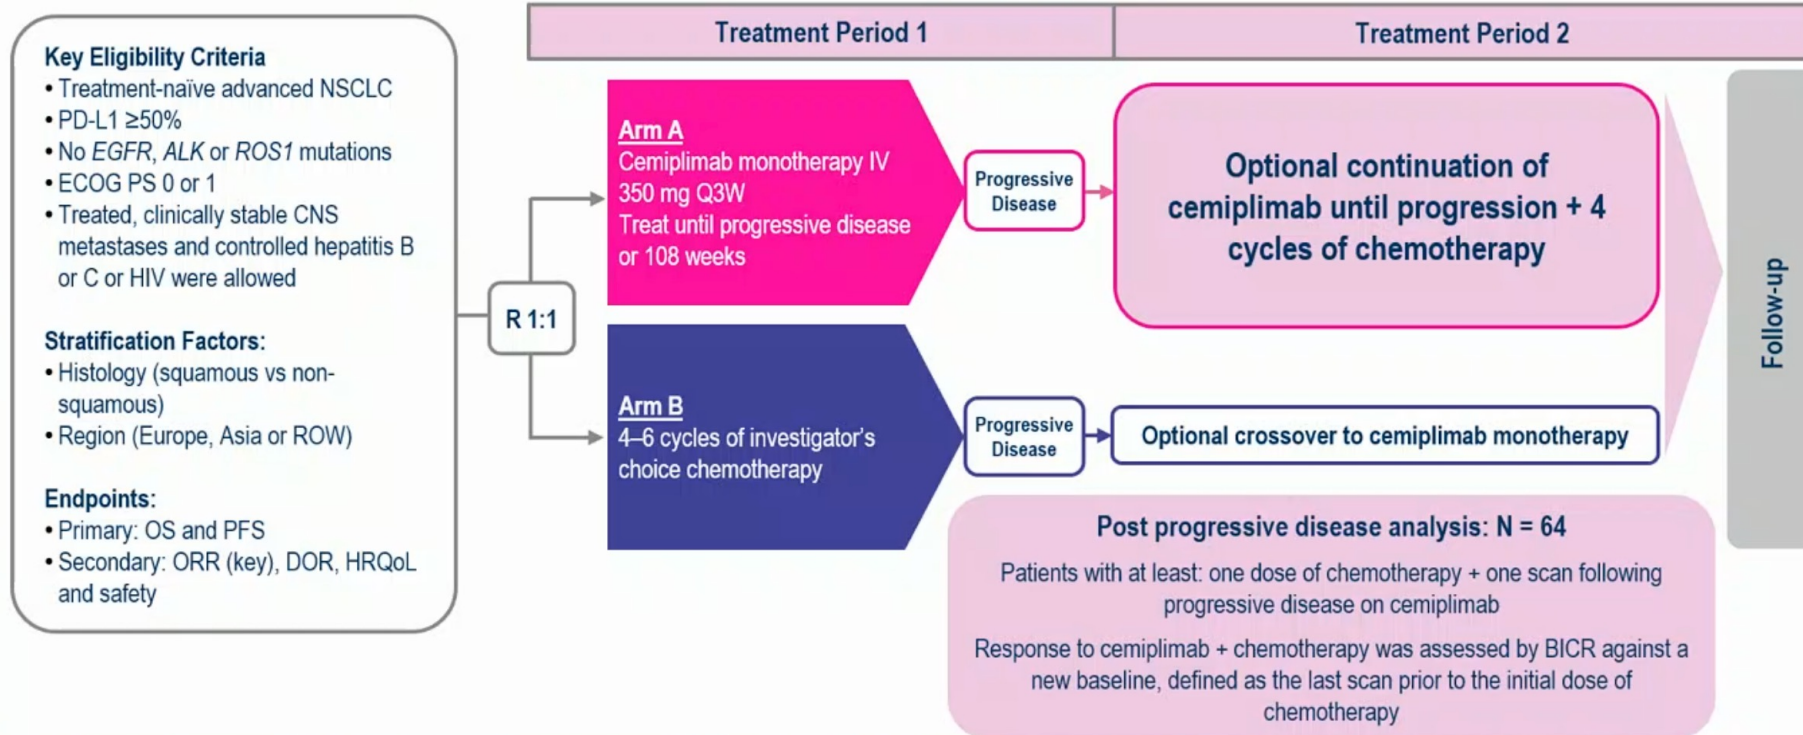 Key Eligibility Criteria
• Treatment-naïve advanced NSCLC
• PD-L1 ≥50%
• No EGFR, ALK or ROS1 mutations
• ECOG PS 0 or 1
• Treated, clinically stable CNS
metastases and controlled hepatitis B
or C or HIV were allowed
Stratification Factors:
• Histology (squamous vs non-
squamous)
• Region (Europe, Asia or ROW)
Endpoints:
• Primary: OS and PFS
• Secondary: ORR (key), DOR, HRQoL
and safety
R 1:1
Treatment Period 1
Treatment Period 2
Arm A
Cemiplimab monotherapy IV
350 mg Q3W
Treat until progressive disease
or 108 weeks
Progressive
Disease
Optional continuation of
cemiplimab until progression + 4
cycles of chemotherapy
Arm B
4–6 cycles of investigator’s
choice chemotherapy
Progressive
Disease
Optional crossover to cemiplimab monotherapy
Follow-up
Post progressive disease analysis: N = 64
Patients with at least: one dose of chemotherapy + one scan following
progressive disease on cemiplimab
Response to cemiplimab + chemotherapy was assessed by BICR against a
new baseline, defined as the last scan prior to the initial dose of
chemotherapy